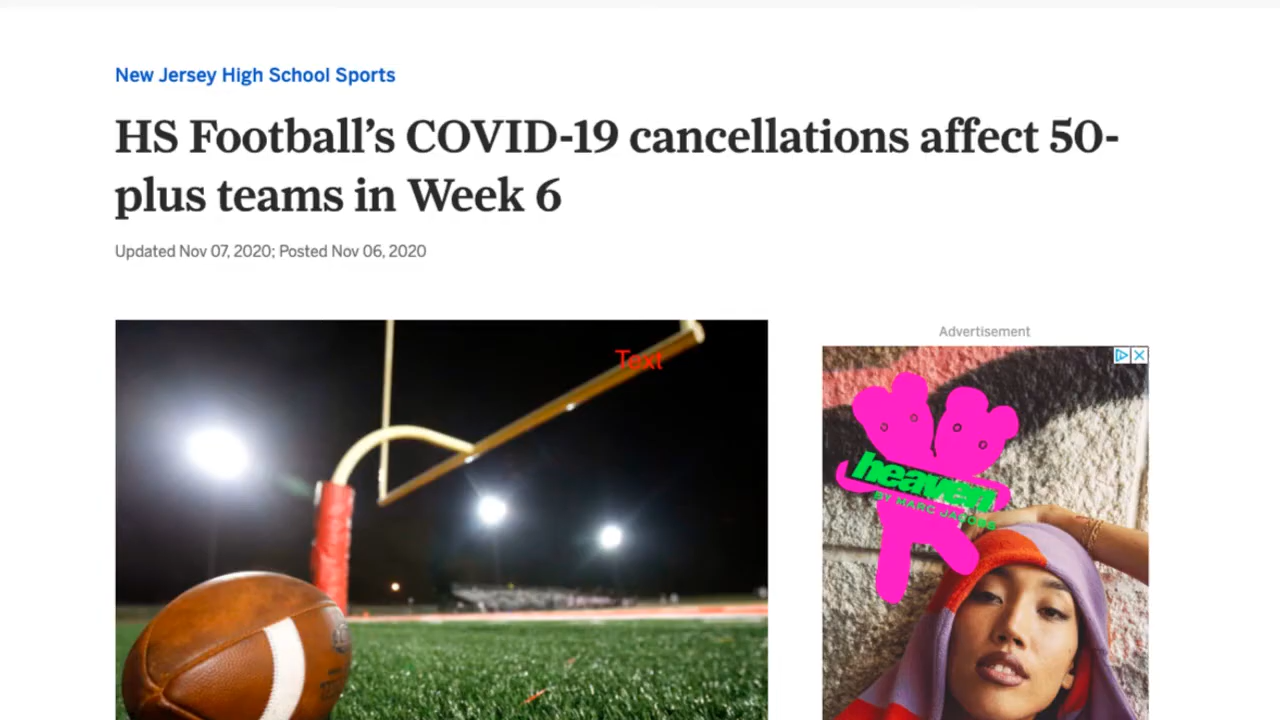 New Jersey High School Sports
HS Football's COVID-19 cancellations affect 50-
plus teams in Week 6
Updated Nov 07, 2020; Posted Nov 06, 2020
Advertisement
Text
heaven
BY MARC JACOBS